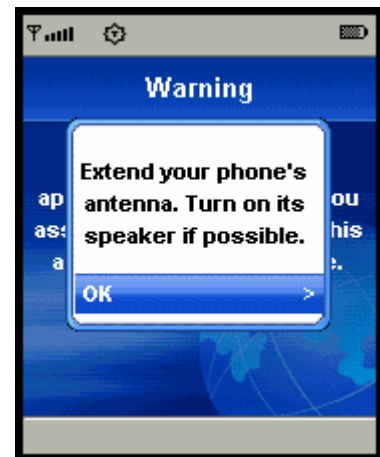 Warning
Extend your phone's
antenna. Turn on its
speaker if possible.
OK >